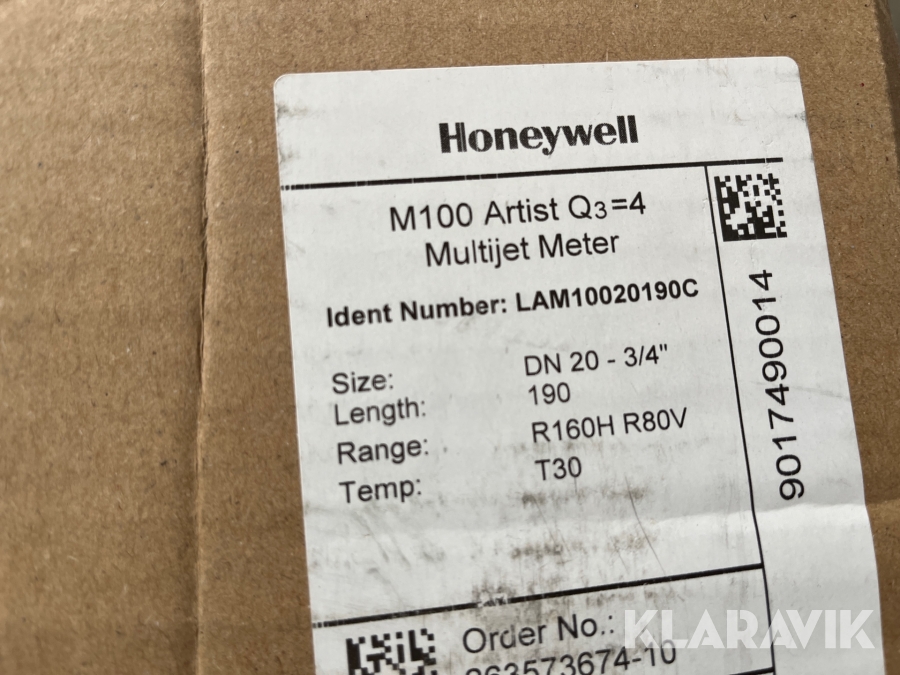 Honeywell
M100 Artist Q3=4
Multijet Meter
Ident Number: LAM10020190C
Size: DN 20 - 3/4"
Length: 190
Range: R160H R80V
Temp: T30
9017490014
Order No.:
KLARAVIK